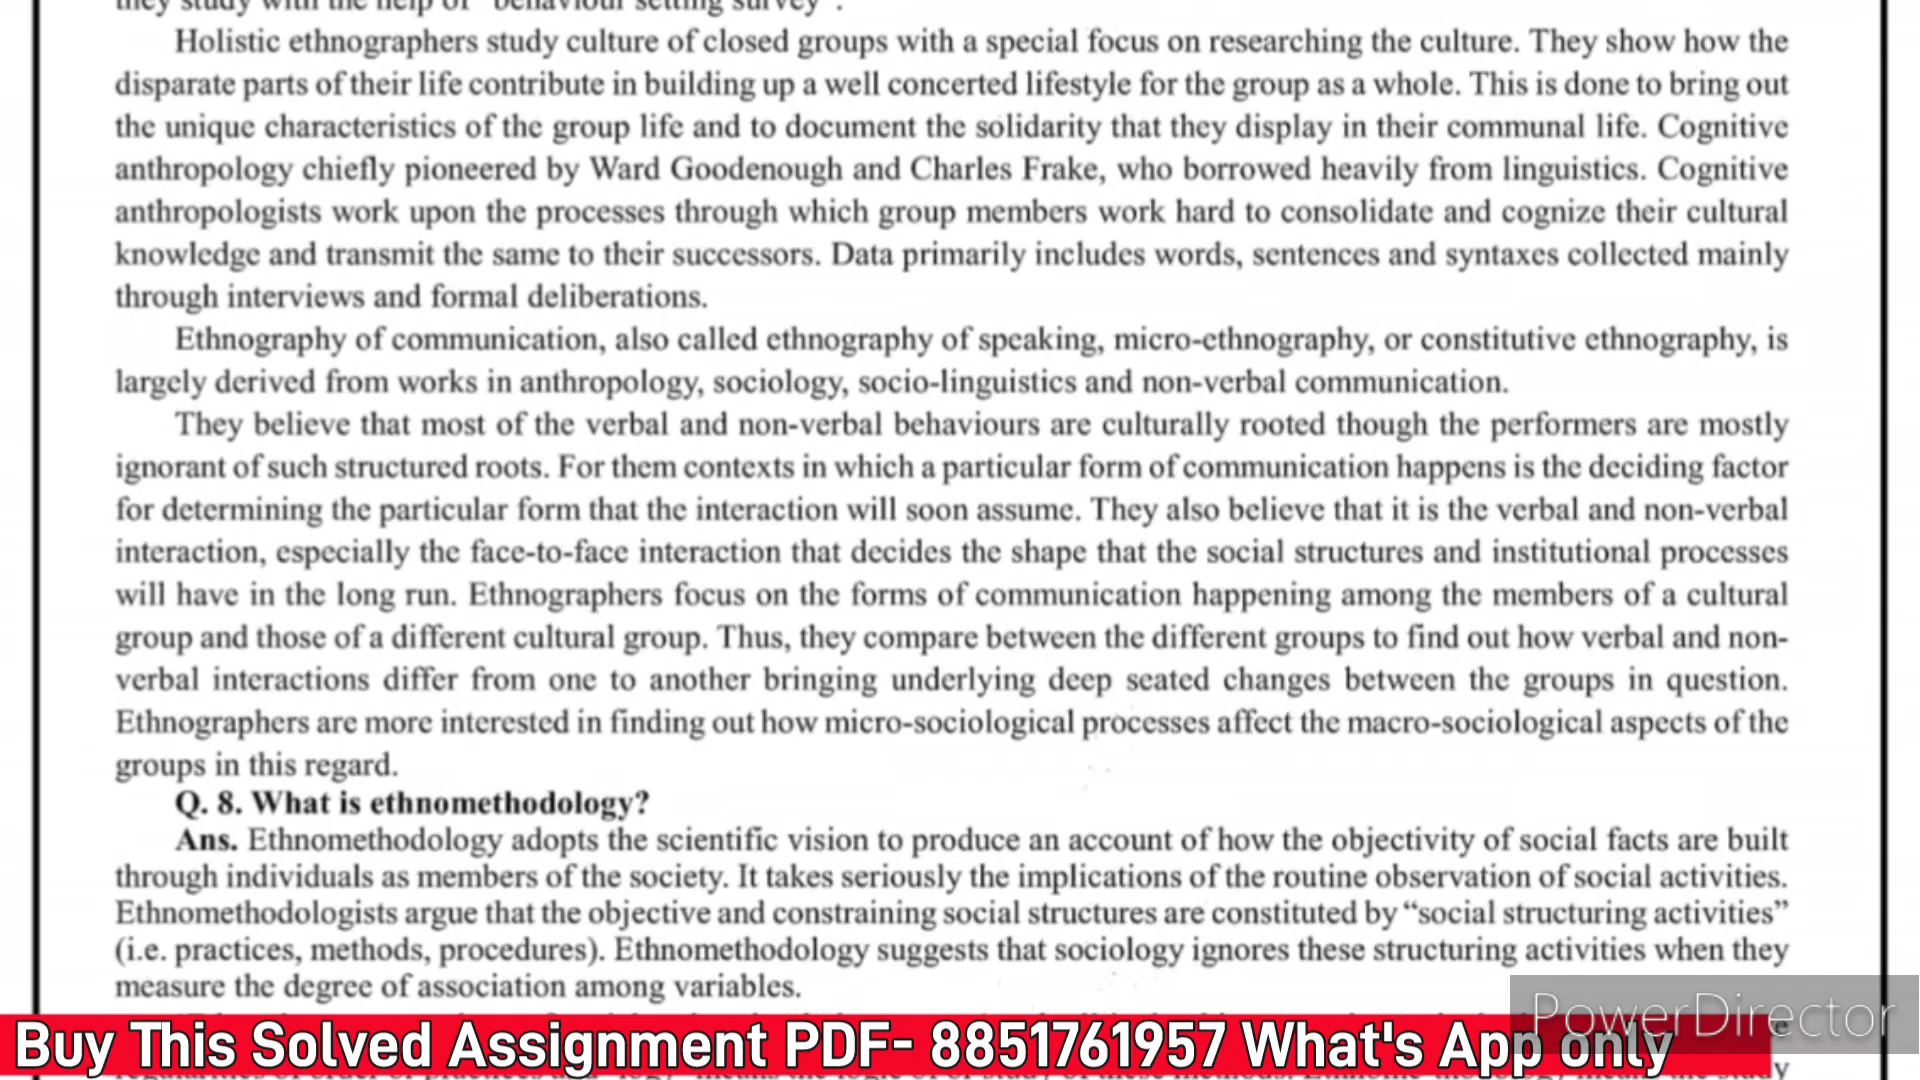 they study with the help of "behaviour setting survey".
Holistic ethnographers study culture of closed groups with a special focus on researching the culture. They show how the
disparate parts of their life contribute in building up a well concerted lifestyle for the group as a whole. This is done to bring out
the unique characteristics of the group life and to document the solidarity that they display in their communal life. Cognitive
anthropology chiefly pioneered by Ward Goodenough and Charles Frake, who borrowed heavily from linguistics. Cognitive
anthropologists work upon the processes through which group members work hard to consolidate and cognize their cultural
knowledge and transmit the same to their successors. Data primarily includes words, sentences and syntaxes collected mainly
through interviews and formal deliberations.
Ethnography of communication, also called ethnography of speaking, micro-ethnography, or constitutive ethnography, is
largely derived from works in anthropology, sociology, socio-linguistics and non-verbal communication.
They believe that most of the verbal and non-verbal behaviours are culturally rooted though the performers are mostly
ignorant of such structured roots. For them contexts in which a particular form of communication happens is the deciding factor
for determining the particular form that the interaction will soon assume. They also believe that it is the verbal and non-verbal
interaction, especially the face-to-face interaction that decides the shape that the social structures and institutional processes
will have in the long run. Ethnographers focus on the forms of communication happening among the members of a cultural
group and those of a different cultural group. Thus, they compare between the different groups to find out how verbal and non-
verbal interactions differ from one to another bringing underlying deep seated changes between the groups in question.
Ethnographers are more interested in finding out how micro-sociological processes affect the macro-sociological aspects of the
groups in this regard.
Q. 8. What is ethnomethodology?
Ans. Ethnomethodology adopts the scientific vision to produce an account of how the objectivity of social facts are built
through individuals as members of the society. It takes seriously the implications of the routine observation of social activities.
Ethnomethodologists argue that the objective and constraining social structures are constituted by “social structuring activities”
(i.e. practices, methods, procedures). Ethnomethodology suggests that sociology ignores these structuring activities when they
measure the degree of association among variables.
PowerDirector
Buy This Solved Assignment PDF- 8851761957 What's App only